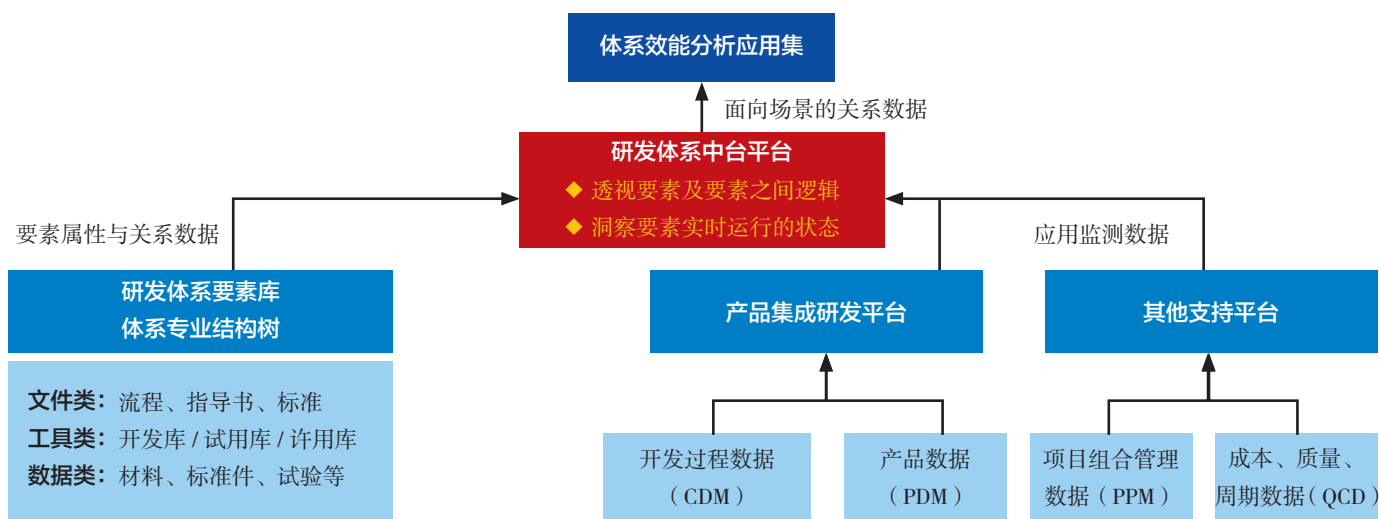 体系效能分析应用集
面向场景的关系数据
研发体系中台平台
◆ 透视要素及要素之间逻辑
◆ 洞察要素实时运行的状态
要素属性与关系数据
应用监测数据
研发体系要素库
体系专业结构树
产品集成研发平台
其他支持平台
文件类：流程、指导书、标准
工具类：开发库 / 试用库 / 许用库
数据类：材料、标准件、试验等
开发过程数据
（CDM）
产品数据
（PDM）
项目组合管理
数据（PPM）
成本、质量、
周期数据（QCD）